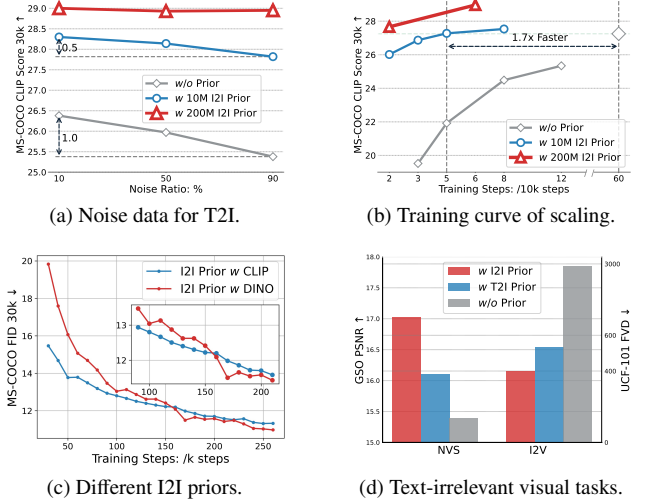 MS-COCO CLIP Score 30k ↑
29.0
28.5
28.0
27.5
27.0
26.5
26.0
25.5
25.0
0.5
1.0
w/o Prior
w 10M I2I Prior
w 200M I2I Prior
10
50
90
Noise Ratio: %
(a) Noise data for T2I.
MS-COCO CLIP Score 30k ↑
28
26
24
22
20
1.7x Faster
w/o Prior
w 10M I2I Prior
w 200M I2I Prior
2
3
4
5
6
8
12
60
Training Steps: /10k steps
(b) Training curve of scaling.
MS-COCO FID 30k ↓
20
18
16
14
12
I2I Prior w CLIP
I2I Prior w DINO
13
12
100
150
200
50
100
150
200
250
Training Steps: /k steps
(c) Different I2I priors.
GSO PSNR ↑
18.0
17.5
17.0
16.5
16.0
15.5
15.0
w I2I Prior
w T2I Prior
w/o Prior
3000
600
400
0
UCF-101 FVD ↓
NVS
I2V
(d) Text-irrelevant visual tasks.